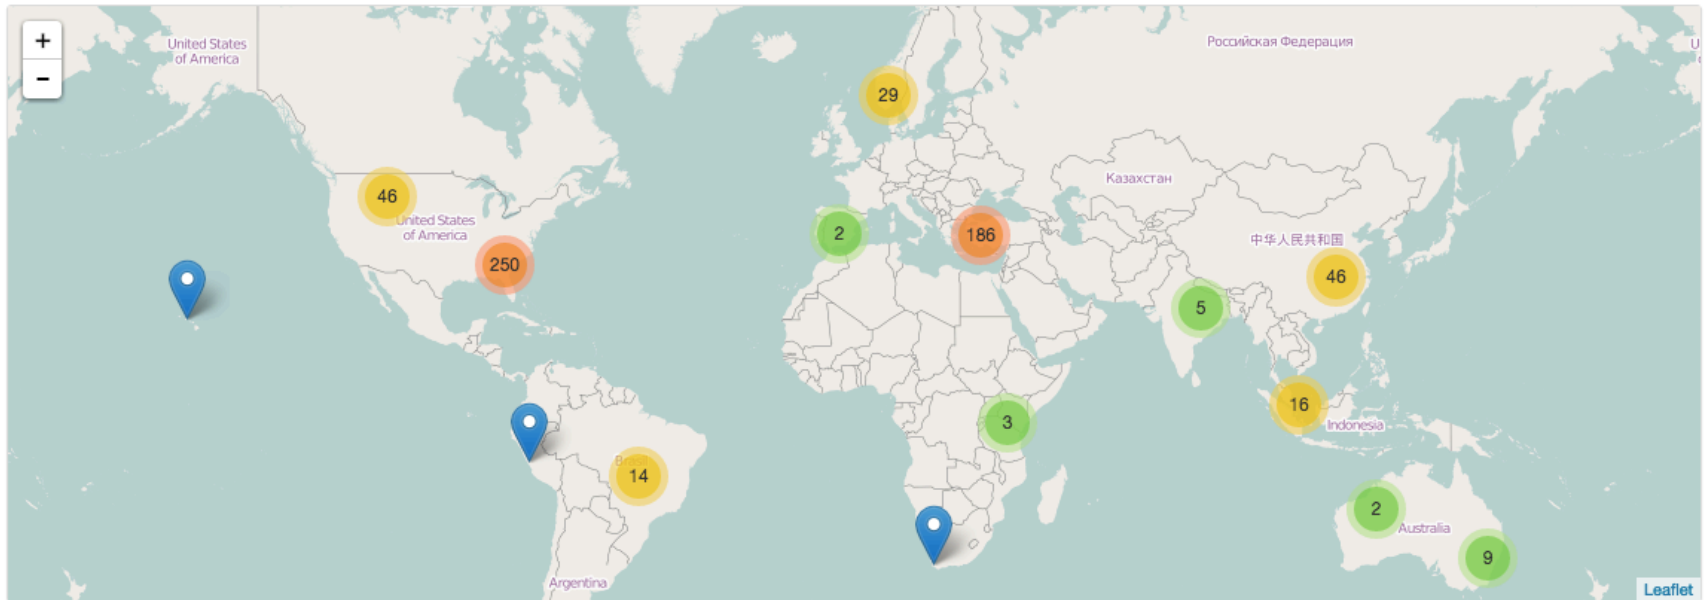 +
−
United States
of America
Российская Федерация
U
29
46
United States
of America
Казахстан
250
2
186
中华人民共和国
46
5
3
16
Indonesia
Brasil
14
2
Australia
9
Argentina
Leaflet